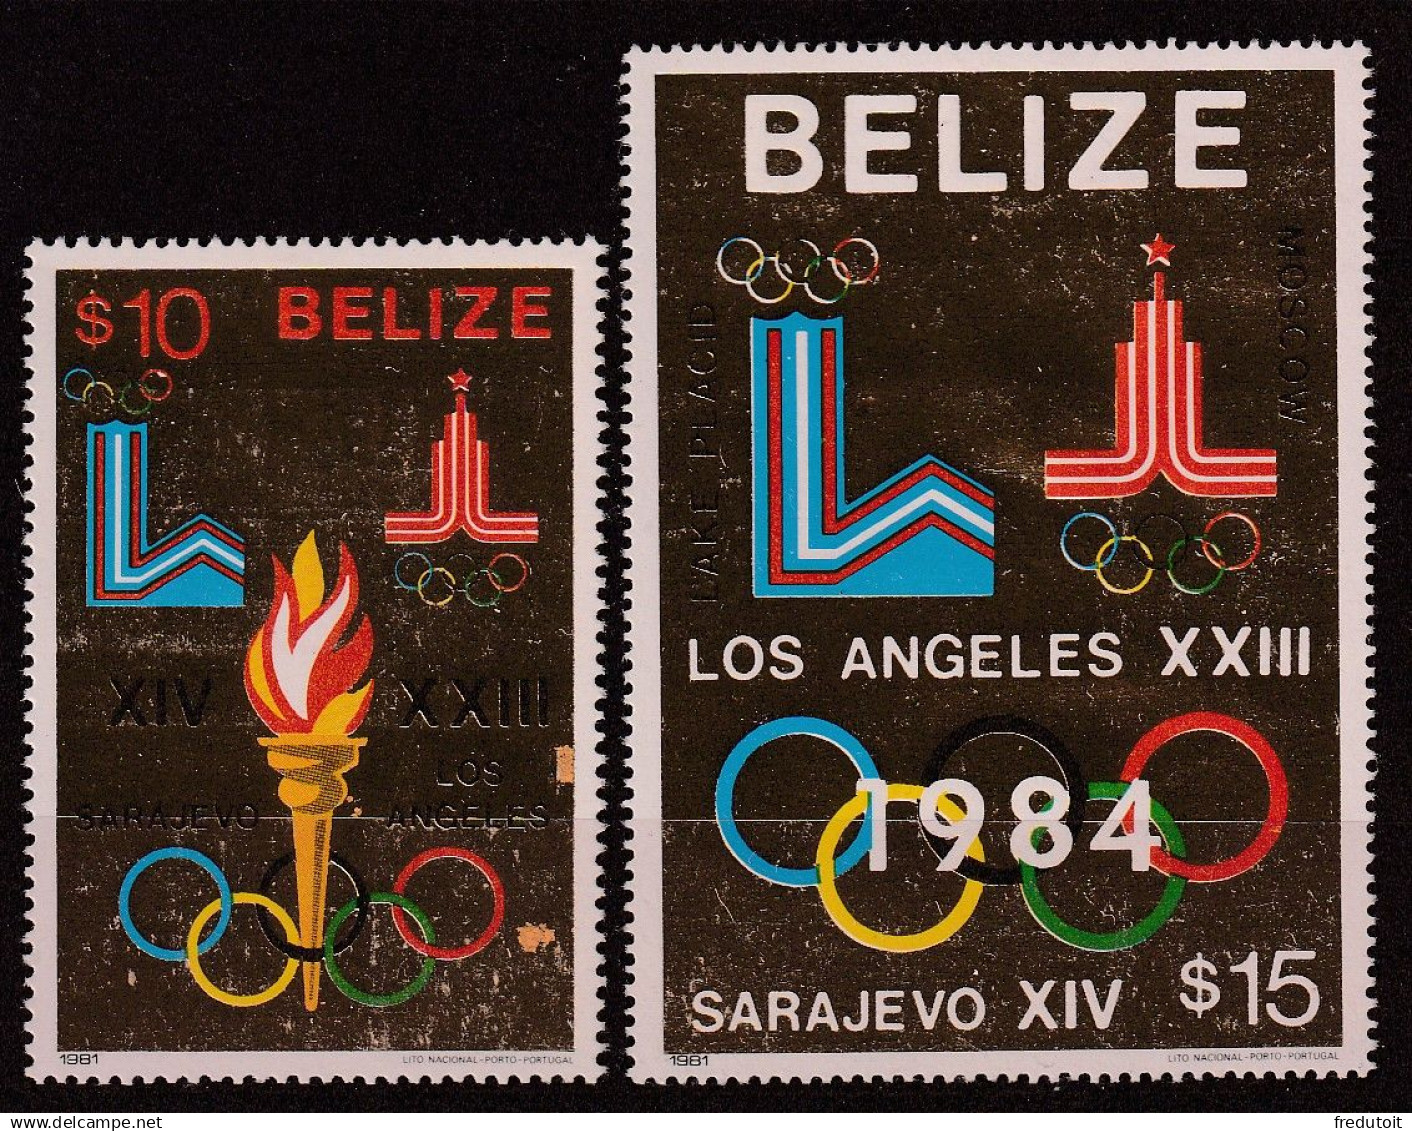 $10 BELIZE
XIV XXIII
SARAJEVO LOS
ANGELES
1981 LITO NACIONAL-PORTO-PORTUGAL
BELIZE
LAKE PLACID
MOSCOW
LOS ANGELES XXIII
1984
SARAJEVO XIV $15
1981 LITO NACIONAL-PORTO-PORTUGAL
fredutoit